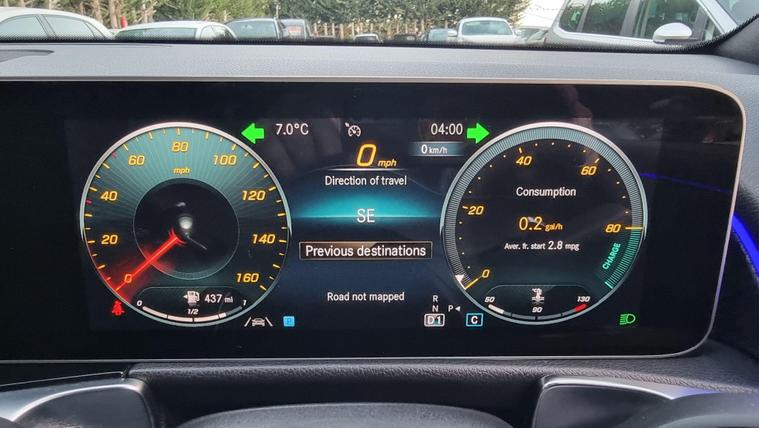 7.0°C
04:00
0 km/h
0 mph
Direction of travel
SE
Previous destinations
Road not mapped
0
20
40
60
80
100
120
140
160
mph
437 mi
0
1/2
1
Consumption
0.2 gal/h
Aver. fr. start 2.8 mpg
0
20
40
60
80
CHARGE
50
90
130
P
R
N
P
D1
C